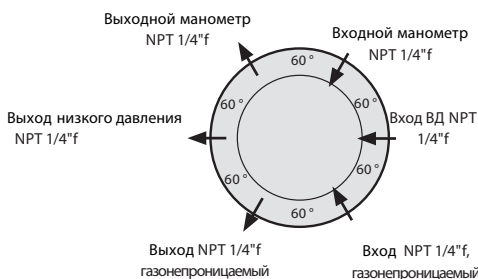 Выходной манометр
NPT 1/4"f
Входной манометр
NPT 1/4"f
60 °
60 °
60 °
Выход низкого давления
NPT 1/4"f
Вход ВД NPT
1/4"f
60 °
60 °
60 °
Выход NPT 1/4"f
газонепроницаемый
Вход NPT 1/4"f,
газонепроницаемый